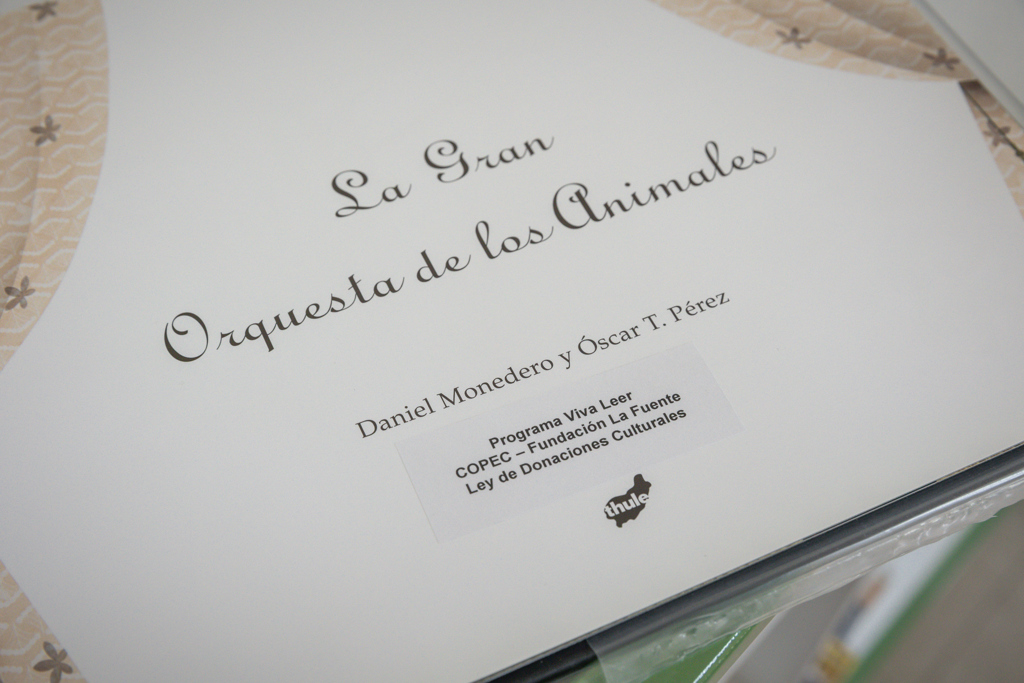 La Gran
Orquesta de los Animales
Daniel Monedero y Óscar T. Pérez
Programa Viva Leer
COPEC – Fundación La Fuente
Ley de Donaciones Culturales
thule